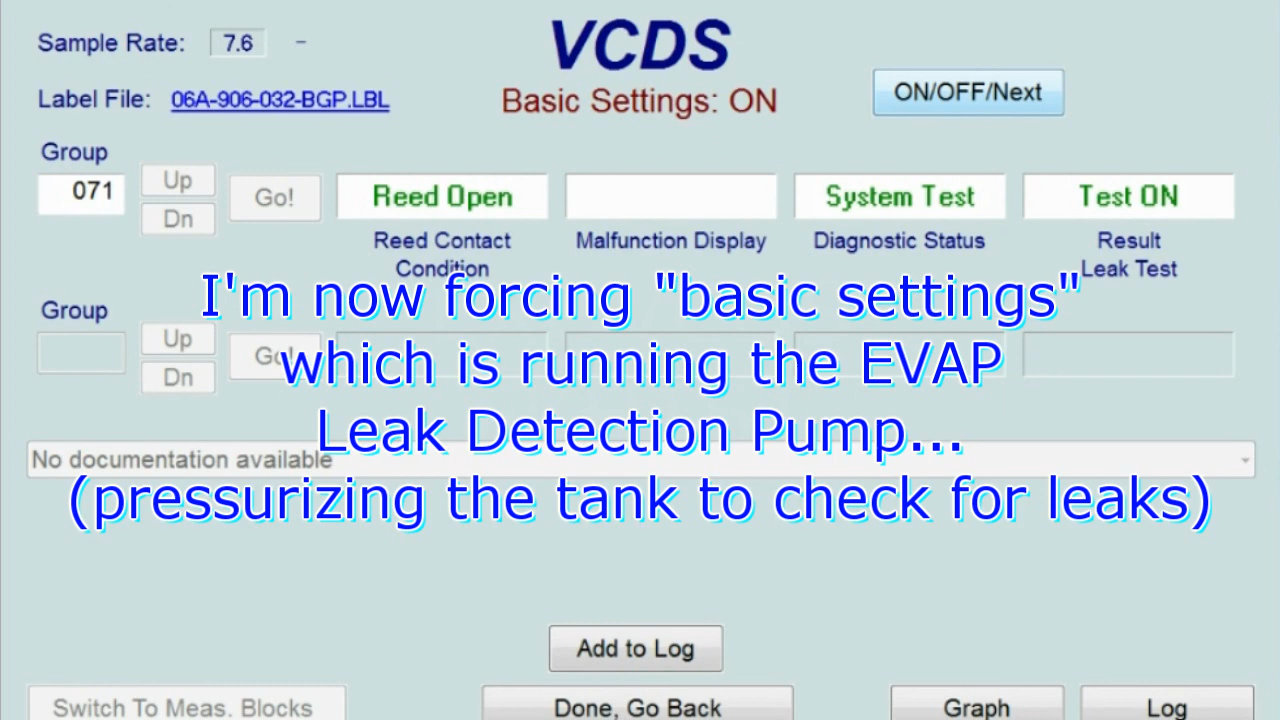 Sample Rate: 7.6 -
VCDS
Label File: 06A-906-032-BGP.LBL
Basic Settings: ON
ON/OFF/Next
Group
071
Up
Dn
Go!
Reed Open
System Test
Test ON
Reed Contact
Condition
Malfunction Display
Diagnostic Status
Result
Leak Test
I'm now forcing "basic settings"
Group
Up
Dn
Go!
which is running the EVAP
Leak Detection Pump...
No documentation available
(pressurizing the tank to check for leaks)
Add to Log
Switch To Meas. Blocks
Done, Go Back
Graph
Log